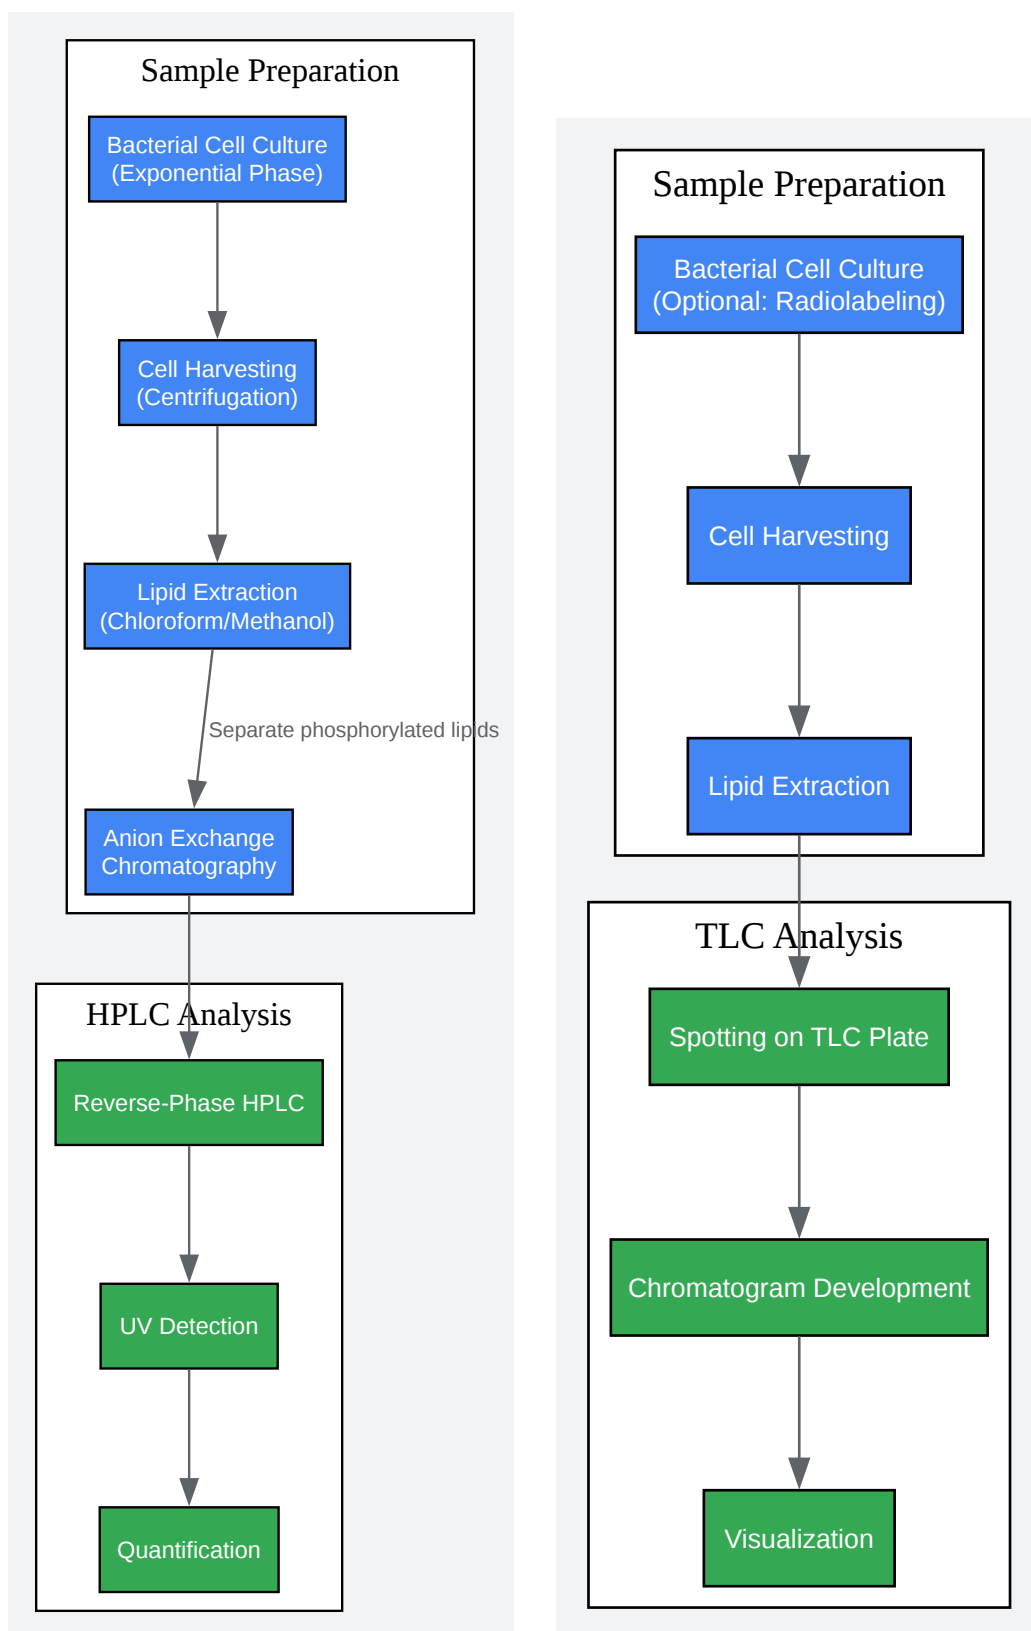 Sample Preparation
Bacterial Cell Culture
(Exponential Phase)
Cell Harvesting
(Centrifugation)
Lipid Extraction
(Chloroform/Methanol)
Separate phosphorylated lipids
Anion Exchange
Chromatography
HPLC Analysis
Reverse-Phase HPLC
UV Detection
Quantification
Sample Preparation
Bacterial Cell Culture
(Optional: Radiolabeling)
Cell Harvesting
Lipid Extraction
TLC Analysis
Spotting on TLC Plate
Chromatogram Development
Visualization